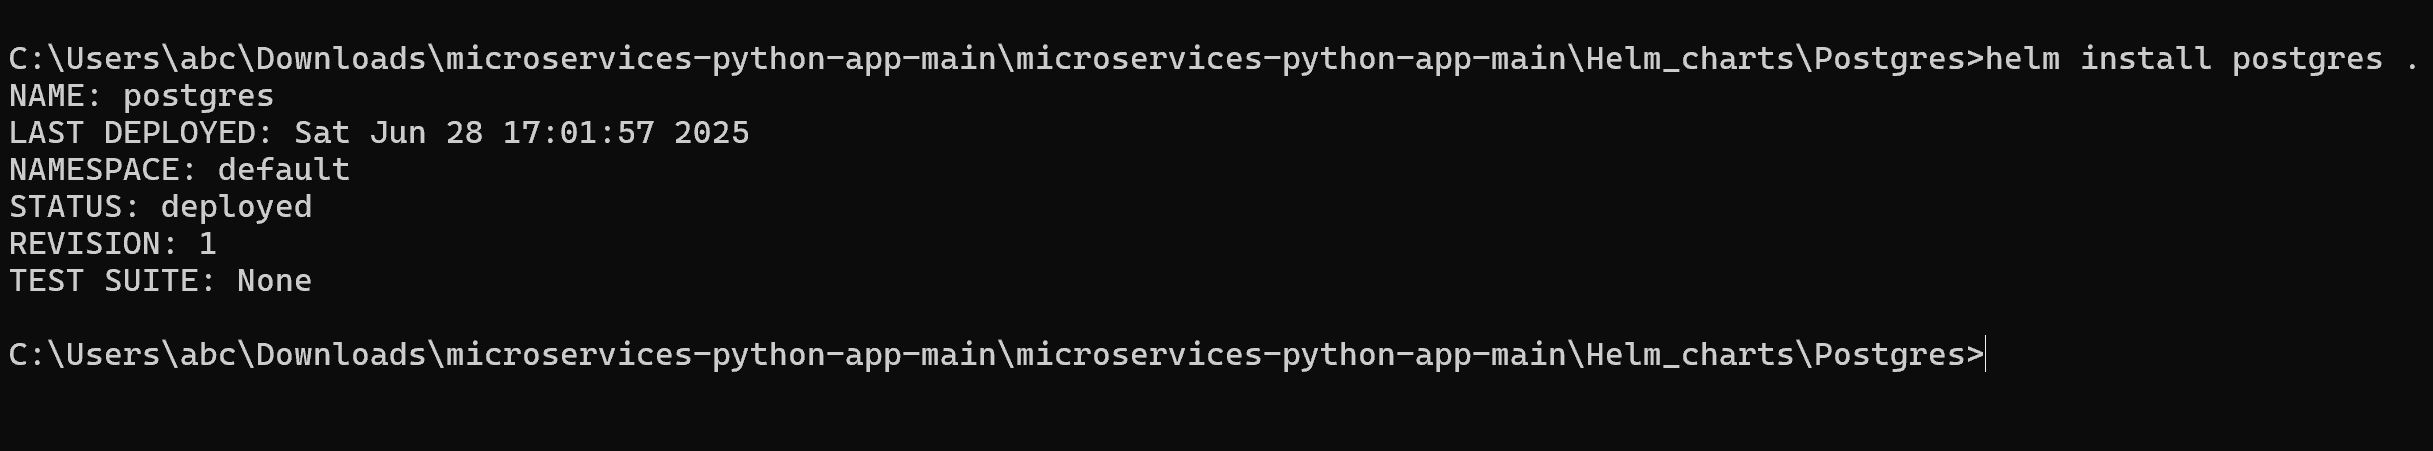 C:\Users\abc\Downloads\microservices-python-app-main\microservices-python-app-main\Helm_charts\Postgres>helm install postgres .
NAME: postgres
LAST DEPLOYED: Sat Jun 28 17:01:57 2025
NAMESPACE: default
STATUS: deployed
REVISION: 1
TEST SUITE: None
C:\Users\abc\Downloads\microservices-python-app-main\microservices-python-app-main\Helm_charts\Postgres>